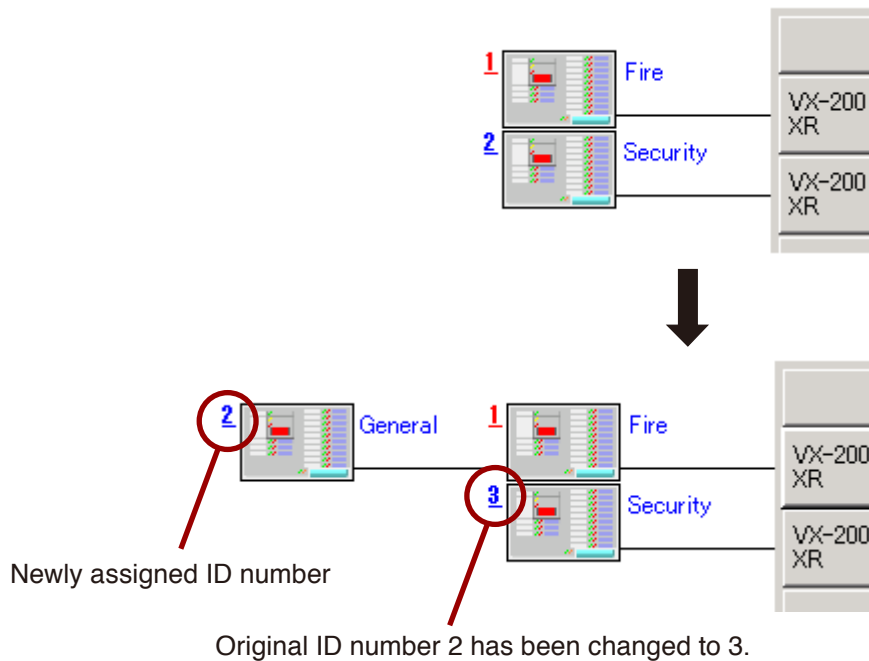 1
Fire
VX-200
XR
2
Security
VX-200
XR
2
General
1
Fire
VX-200
XR
3
Security
VX-200
XR
Newly assigned ID number
Original ID number 2 has been changed to 3.